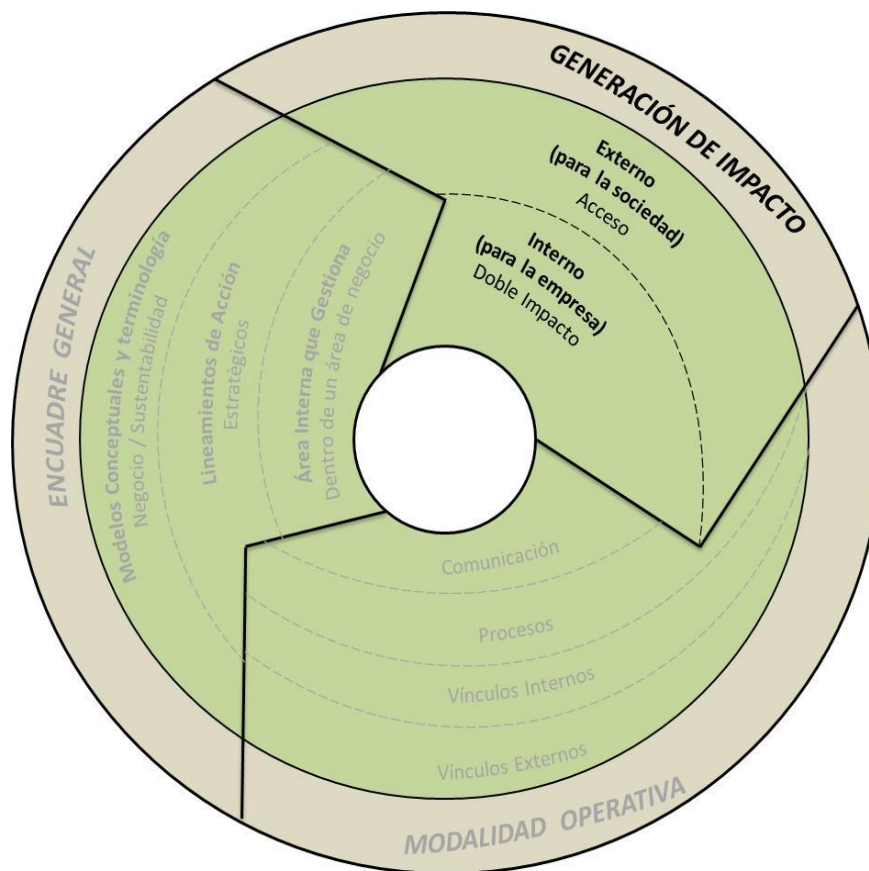 GENERACIÓN DE IMPACTO
Externo
(para la sociedad)
Acceso
Interno
(para la empresa)
Doble Impacto
ENCUADRE GENERAL
Modelos Conceptuales y terminología
Negocio / Sustentabilidad
Lineamientos de Acción
Estratègicos
Área Interna que Gestiona
Dentro de un área de negocio
Comunicación
Procesos
Vínculos Internos
Vínculos Externos
MODALIDAD OPERATIVA